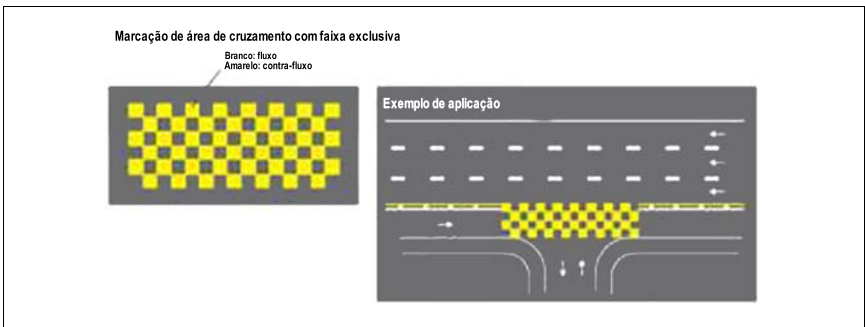 Marcação de área de cruzamento com faixa exclusiva
Branco: fluxo
Amarelo: contra-fluxo
Exemplo de aplicação